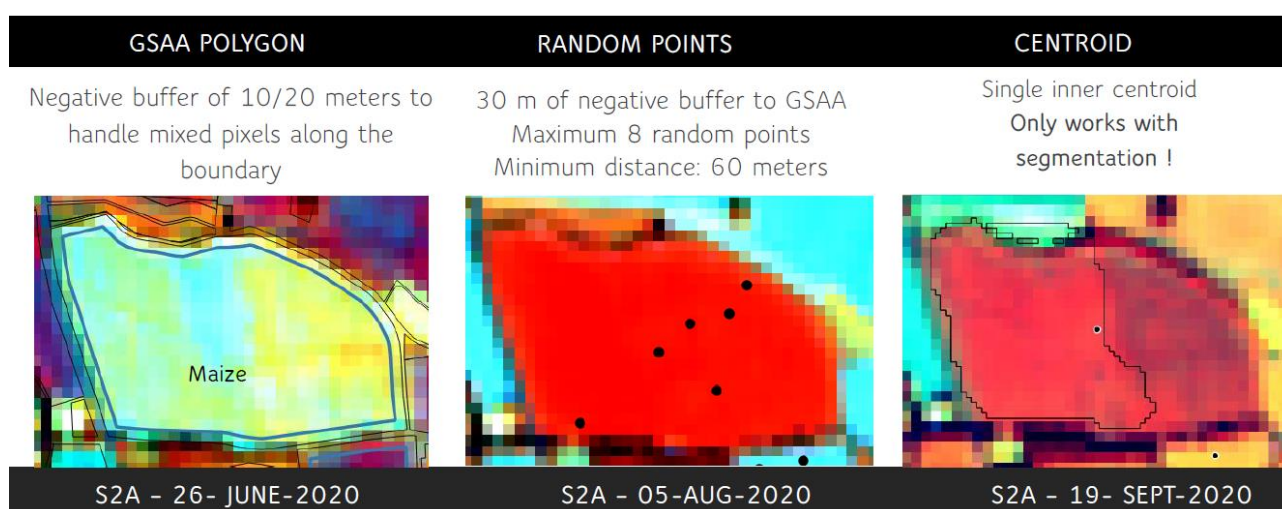 GSAA POLYGON
Negative buffer of 10/20 meters to
handle mixed pixels along the
boundary
Maize
S2A - 26- JUNE-2020
RANDOM POINTS
30 m of negative buffer to GSAA
Maximum 8 random points
Minimum distance: 60 meters
S2A - 05-AUG-2020
CENTROID
Single inner centroid
Only works with
segmentation !
S2A - 19- SEPT-2020